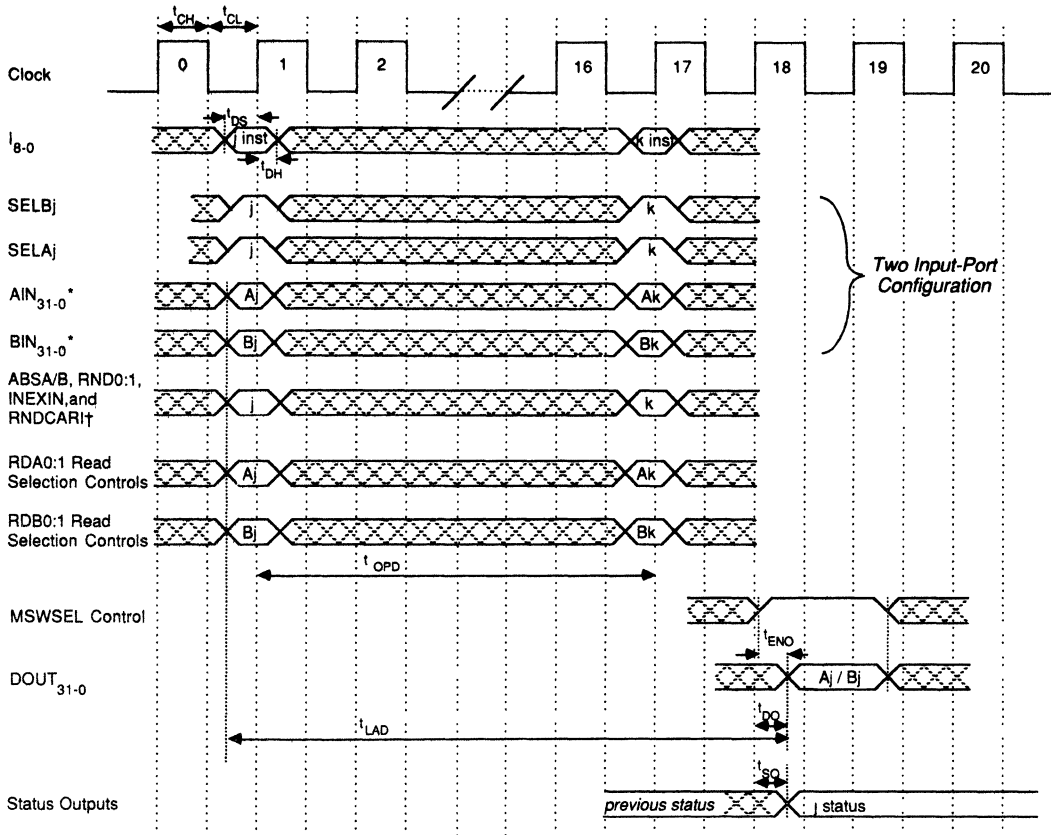 tCH tCL
Clock 0 1 2 16 17 18 19 20
tDS
I8-0 j inst k inst
tDH
SELBj j k
SELAj j k
Two Input-Port
Configuration
AIN31-0* Aj Ak
BIN31-0* Bj Bk
ABSA/B, RND0:1,
INEXIN,and
RNDCARI† j k
RDA0:1 Read
Selection Controls Aj Ak
RDB0:1 Read
Selection Controls Bj Bk
tOPD
MSWSEL Control
tENO
DOUT31-0 Aj / Bj
tDO
tLAD
tSO
Status Outputs previous status j status